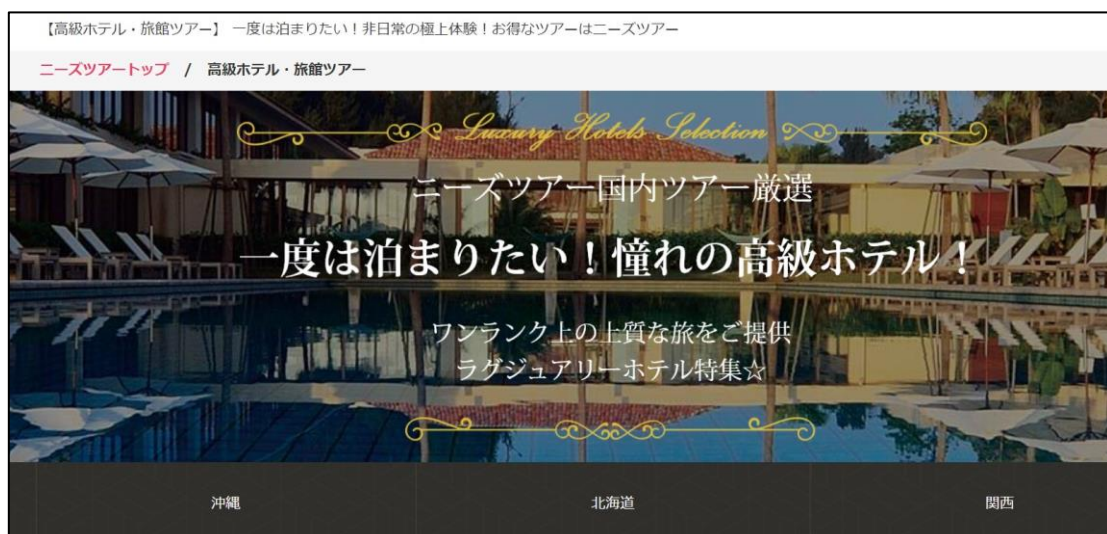 【高級ホテル・旅館ツアー】 一度は泊まりたい！非日常の極上体験！お得なツアーはニーズツアー
ニーズツアートップ / 高級ホテル・旅館ツアー
Luxury Hotels Selection
ニーズツアー国内ツアー厳選
一度は泊まりたい！憧れの高級ホテル！
ワンランク上の上質な旅をご提供
ラグジュアリーホテル特集☆
沖縄 北海道 関西